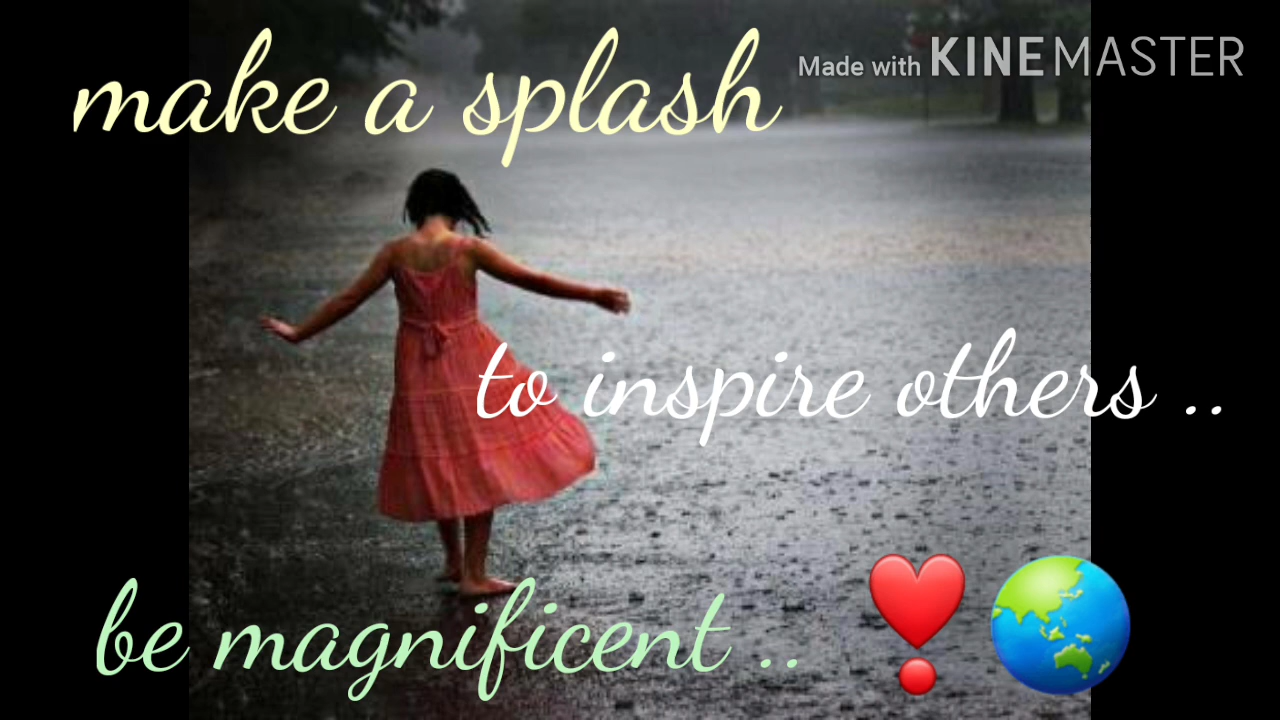 Made with KINEMASTER
make a splash
to inspire others ..
be magnificent .. ❣️🌏